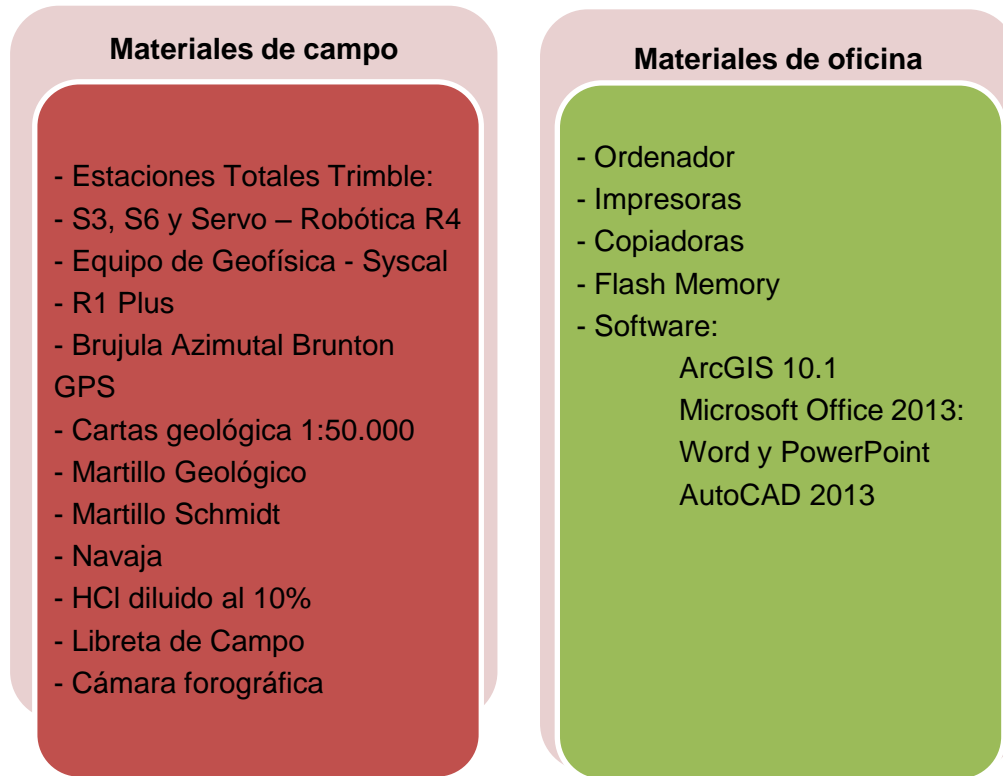 Materiales de campo
- Estaciones Totales Trimble:
- S3, S6 y Servo – Robótica R4
- Equipo de Geofísica - Syscal
- R1 Plus
- Brujula Azimutal Brunton
GPS
- Cartas geológica 1:50.000
- Martillo Geológico
- Martillo Schmidt
- Navaja
- HCl diluido al 10%
- Libreta de Campo
- Cámara forográfica
Materiales de oficina
- Ordenador
- Impresoras
- Copiadoras
- Flash Memory
- Software:
ArcGIS 10.1
Microsoft Office 2013:
Word y PowerPoint
AutoCAD 2013